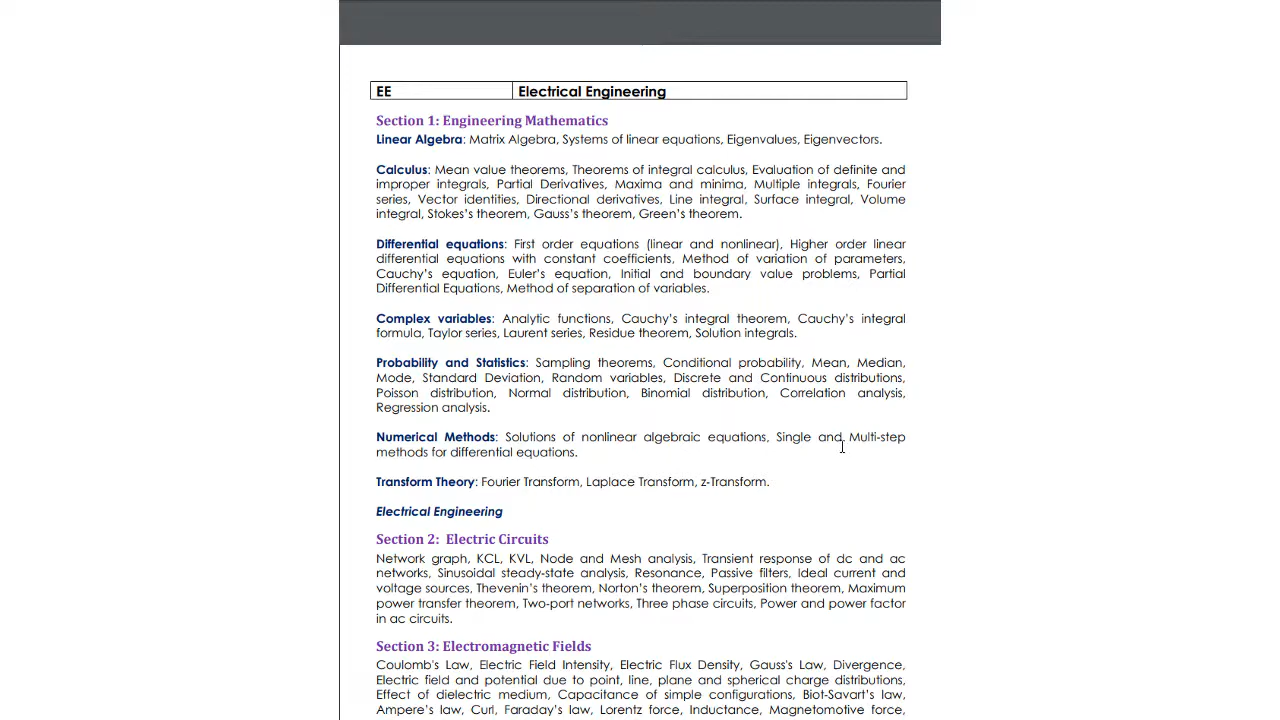 EE Electrical Engineering
Section 1: Engineering Mathematics
Linear Algebra: Matrix Algebra, Systems of linear equations, Eigenvalues, Eigenvectors.
Calculus: Mean value theorems, Theorems of integral calculus, Evaluation of definite and
improper integrals, Partial Derivatives, Maxima and minima, Multiple integrals, Fourier
series, Vector identities, Directional derivatives, Line integral, Surface integral, Volume
integral, Stokes's theorem, Gauss's theorem, Green's theorem.
Differential equations: First order equations (linear and nonlinear), Higher order linear
differential equations with constant coefficients, Method of variation of parameters,
Cauchy's equation, Euler's equation, Initial and boundary value problems, Partial
Differential Equations, Method of separation of variables.
Complex variables: Analytic functions, Cauchy's integral theorem, Cauchy's integral
formula, Taylor series, Laurent series, Residue theorem, Solution integrals.
Probability and Statistics: Sampling theorems, Conditional probability, Mean, Median,
Mode, Standard Deviation, Random variables, Discrete and Continuous distributions,
Poisson distribution, Normal distribution, Binomial distribution, Correlation analysis,
Regression analysis.
Numerical Methods: Solutions of nonlinear algebraic equations, Single and Multi-step
methods for differential equations.
Transform Theory: Fourier Transform, Laplace Transform, z-Transform.
Electrical Engineering
Section 2: Electric Circuits
Network graph, KCL, KVL, Node and Mesh analysis, Transient response of dc and ac
networks, Sinusoidal steady-state analysis, Resonance, Passive filters, Ideal current and
voltage sources, Thevenin's theorem, Norton's theorem, Superposition theorem, Maximum
power transfer theorem, Two-port networks, Three phase circuits, Power and power factor
in ac circuits.
Section 3: Electromagnetic Fields
Coulomb's Law, Electric Field Intensity, Electric Flux Density, Gauss's Law, Divergence,
Electric field and potential due to point, line, plane and spherical charge distributions,
Effect of dielectric medium, Capacitance of simple configurations, Biot-Savart's law,
Ampere's law, Curl, Faraday's law, Lorentz force, Inductance, Magnetomotive force,